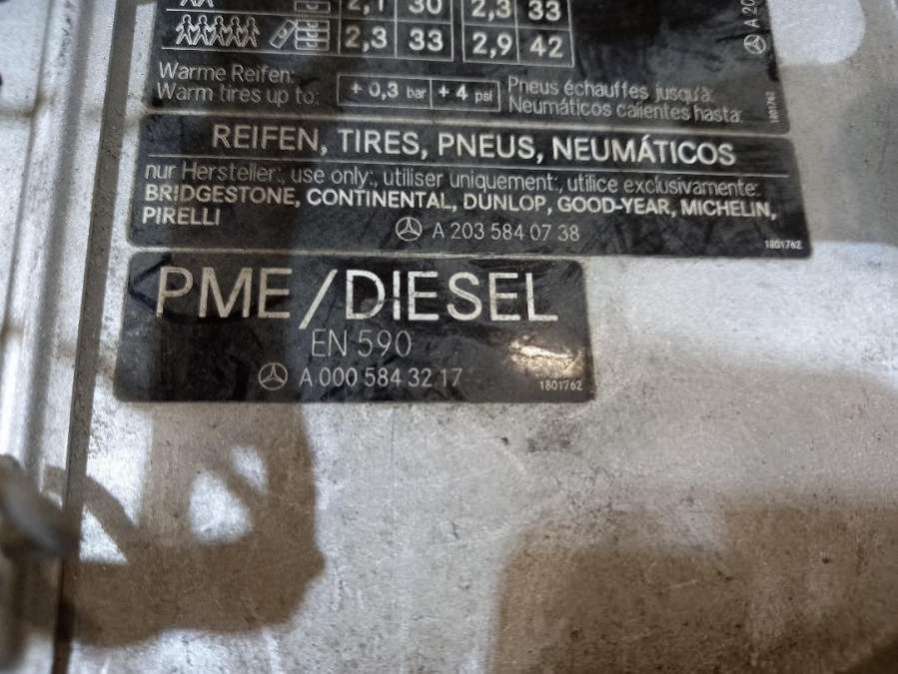 2,1 30 2,3 33
2,3 33 2,9 42
Warme Reifen:
Warm tires up to:
+ 0,3 bar + 4 psi
Pneus échauffes jusqu'à:
Neumáticos calientes hasta:
1801762
REIFEN, TIRES, PNEUS, NEUMÁTICOS
nur Hersteller:, use only:, utiliser uniquement:, utilice exclusivamente:
BRIDGESTONE, CONTINENTAL, DUNLOP, GOOD-YEAR, MICHELIN,
PIRELLI
A 203 584 07 38
1801762
PME/DIESEL
EN 590
A 000 584 32 17
1801762